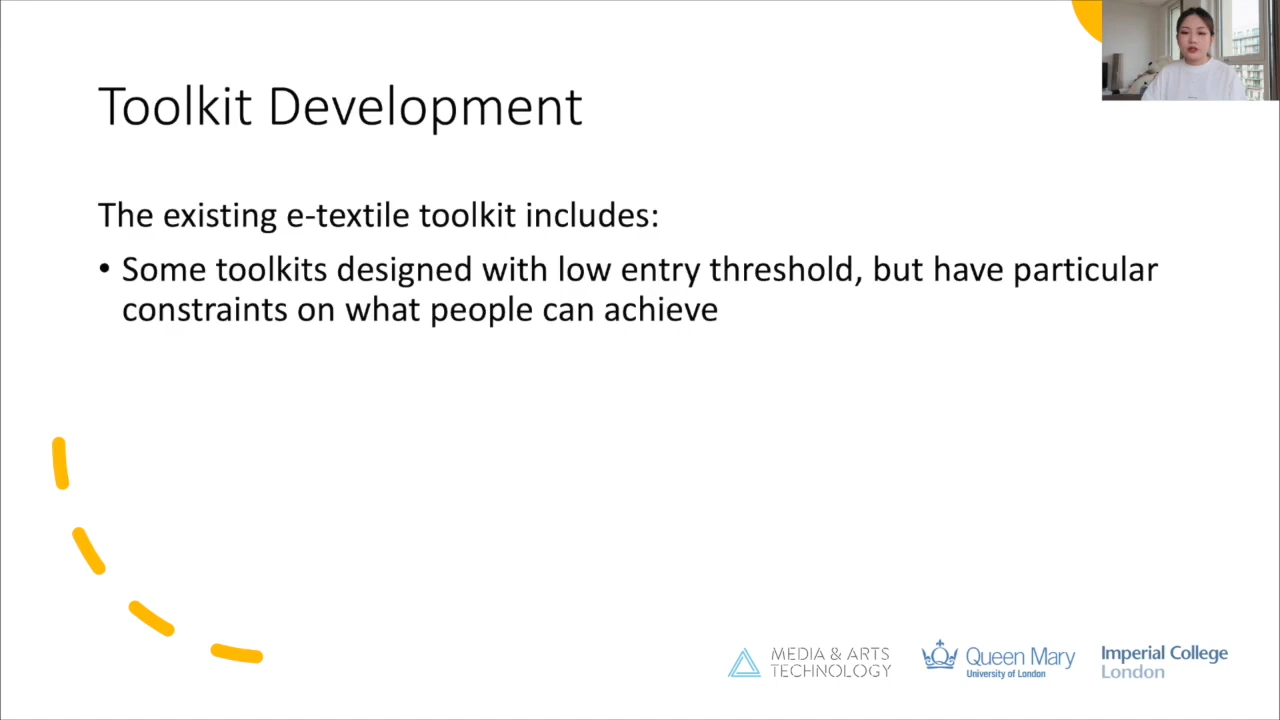 Toolkit Development
The existing e-textile toolkit includes:
• Some toolkits designed with low entry threshold, but have particular
constraints on what people can achieve
MEDIA & ARTS
TECHNOLOGY
Queen Mary
University of London
Imperial College
London